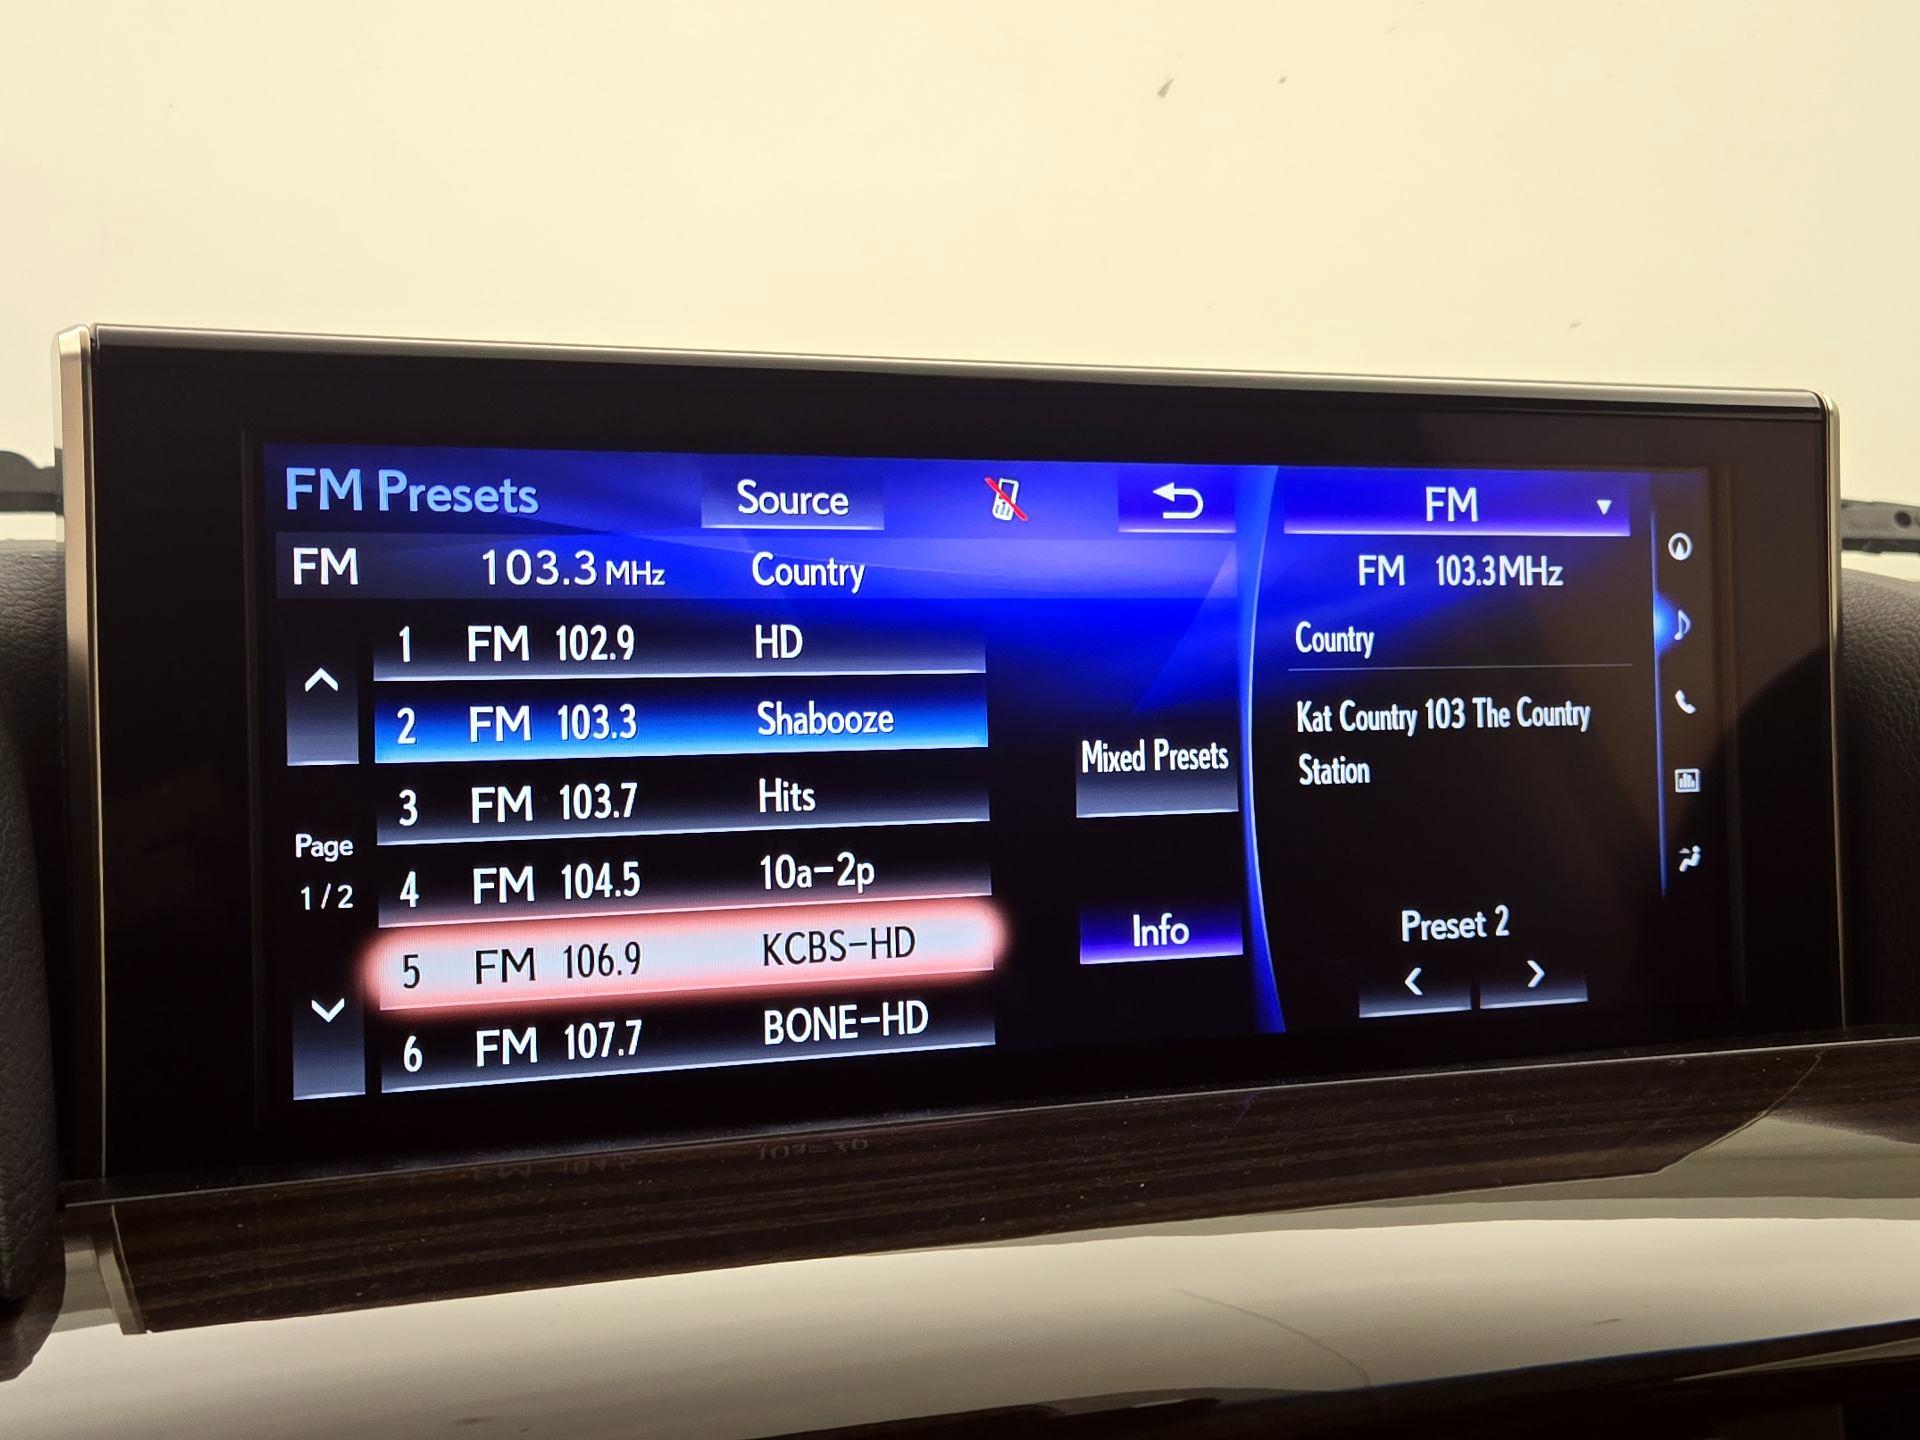 FM Presets
Source
FM 103.3 MHz Country
1 FM 102.9 HD
2 FM 103.3 Shabooze
3 FM 103.7 Hits
4 FM 104.5 10a-2p
5 FM 106.9 KCBS-HD
6 FM 107.7 BONE-HD
Page
1 / 2
Mixed Presets
Info
FM
FM 103.3MHz
Country
Kat Country 103 The Country
Station
Preset 2